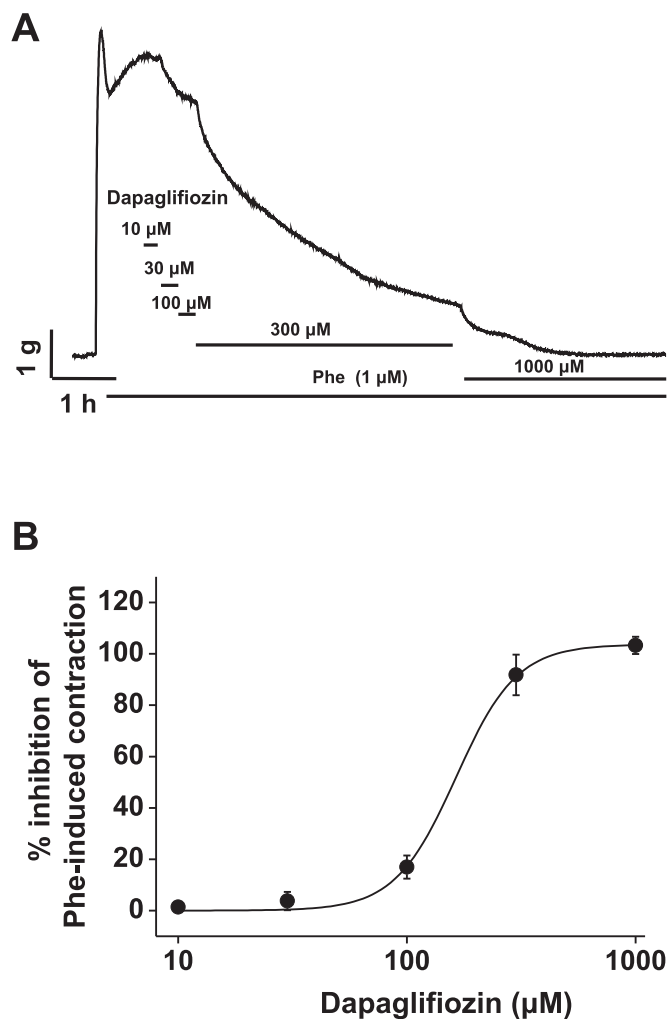 A
Dapaglifiozin
10 µM
30 µM
100 µM
300 µM
1 g
1000 µM
Phe (1 µM)
1 h
B
% inhibition of
Phe-induced contraction
120
100
80
60
40
20
0
10
100
1000
Dapaglifiozin (µM)